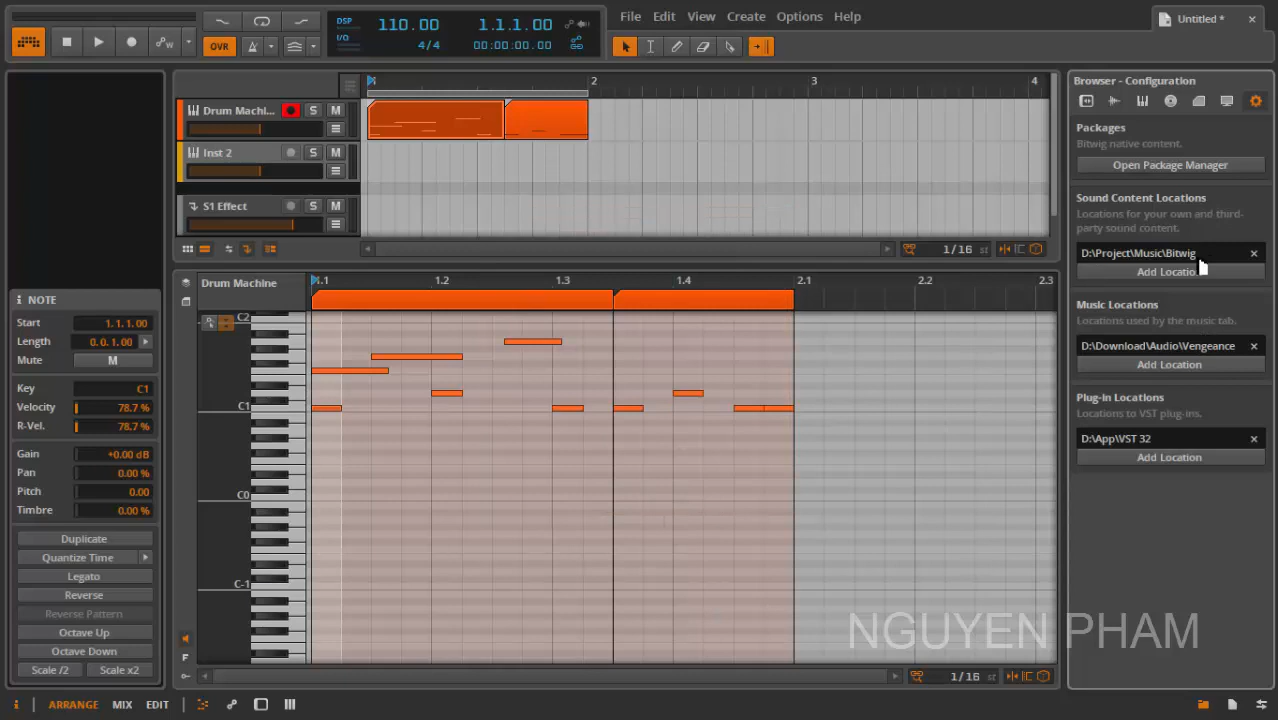 DSP
I/O
110.00
4/4
1.1.1.00
00:00:00.00
OVR
File Edit View Create Options Help
Untitled *
Drum Machi...
S M
Inst 2
S M
S1 Effect
S M
2 3 4
1/16 st
Browser - Configuration
Packages
Bitwig native content.
Open Package Manager
Sound Content Locations
Locations for your own and third-
party sound content.
D:\Project\Music\Bitwig
Add Location
Music Locations
Locations used by the music tab.
D:\Download\Audio\Vengeance
Add Location
Plug-in Locations
Locations to VST plug-ins.
D:\App\VST 32
Add Location
NOTE
Start 1.1.1.00
Length 0.0.1.00
Mute M
Key C1
Velocity 78.7 %
R-Vel. 78.7 %
Gain +0.00 dB
Pan 0.00 %
Pitch 0.00
Timbre 0.00 %
Duplicate
Quantize Time
Legato
Reverse
Reverse Pattern
Octave Up
Octave Down
Scale /2 Scale x2
Drum Machine
1.2 1.3 1.4 2.1 2.2 2.3
C2
C1
C0
C-1
F
1/16 st
NGUYEN PHAM
i ARRANGE MIX EDIT